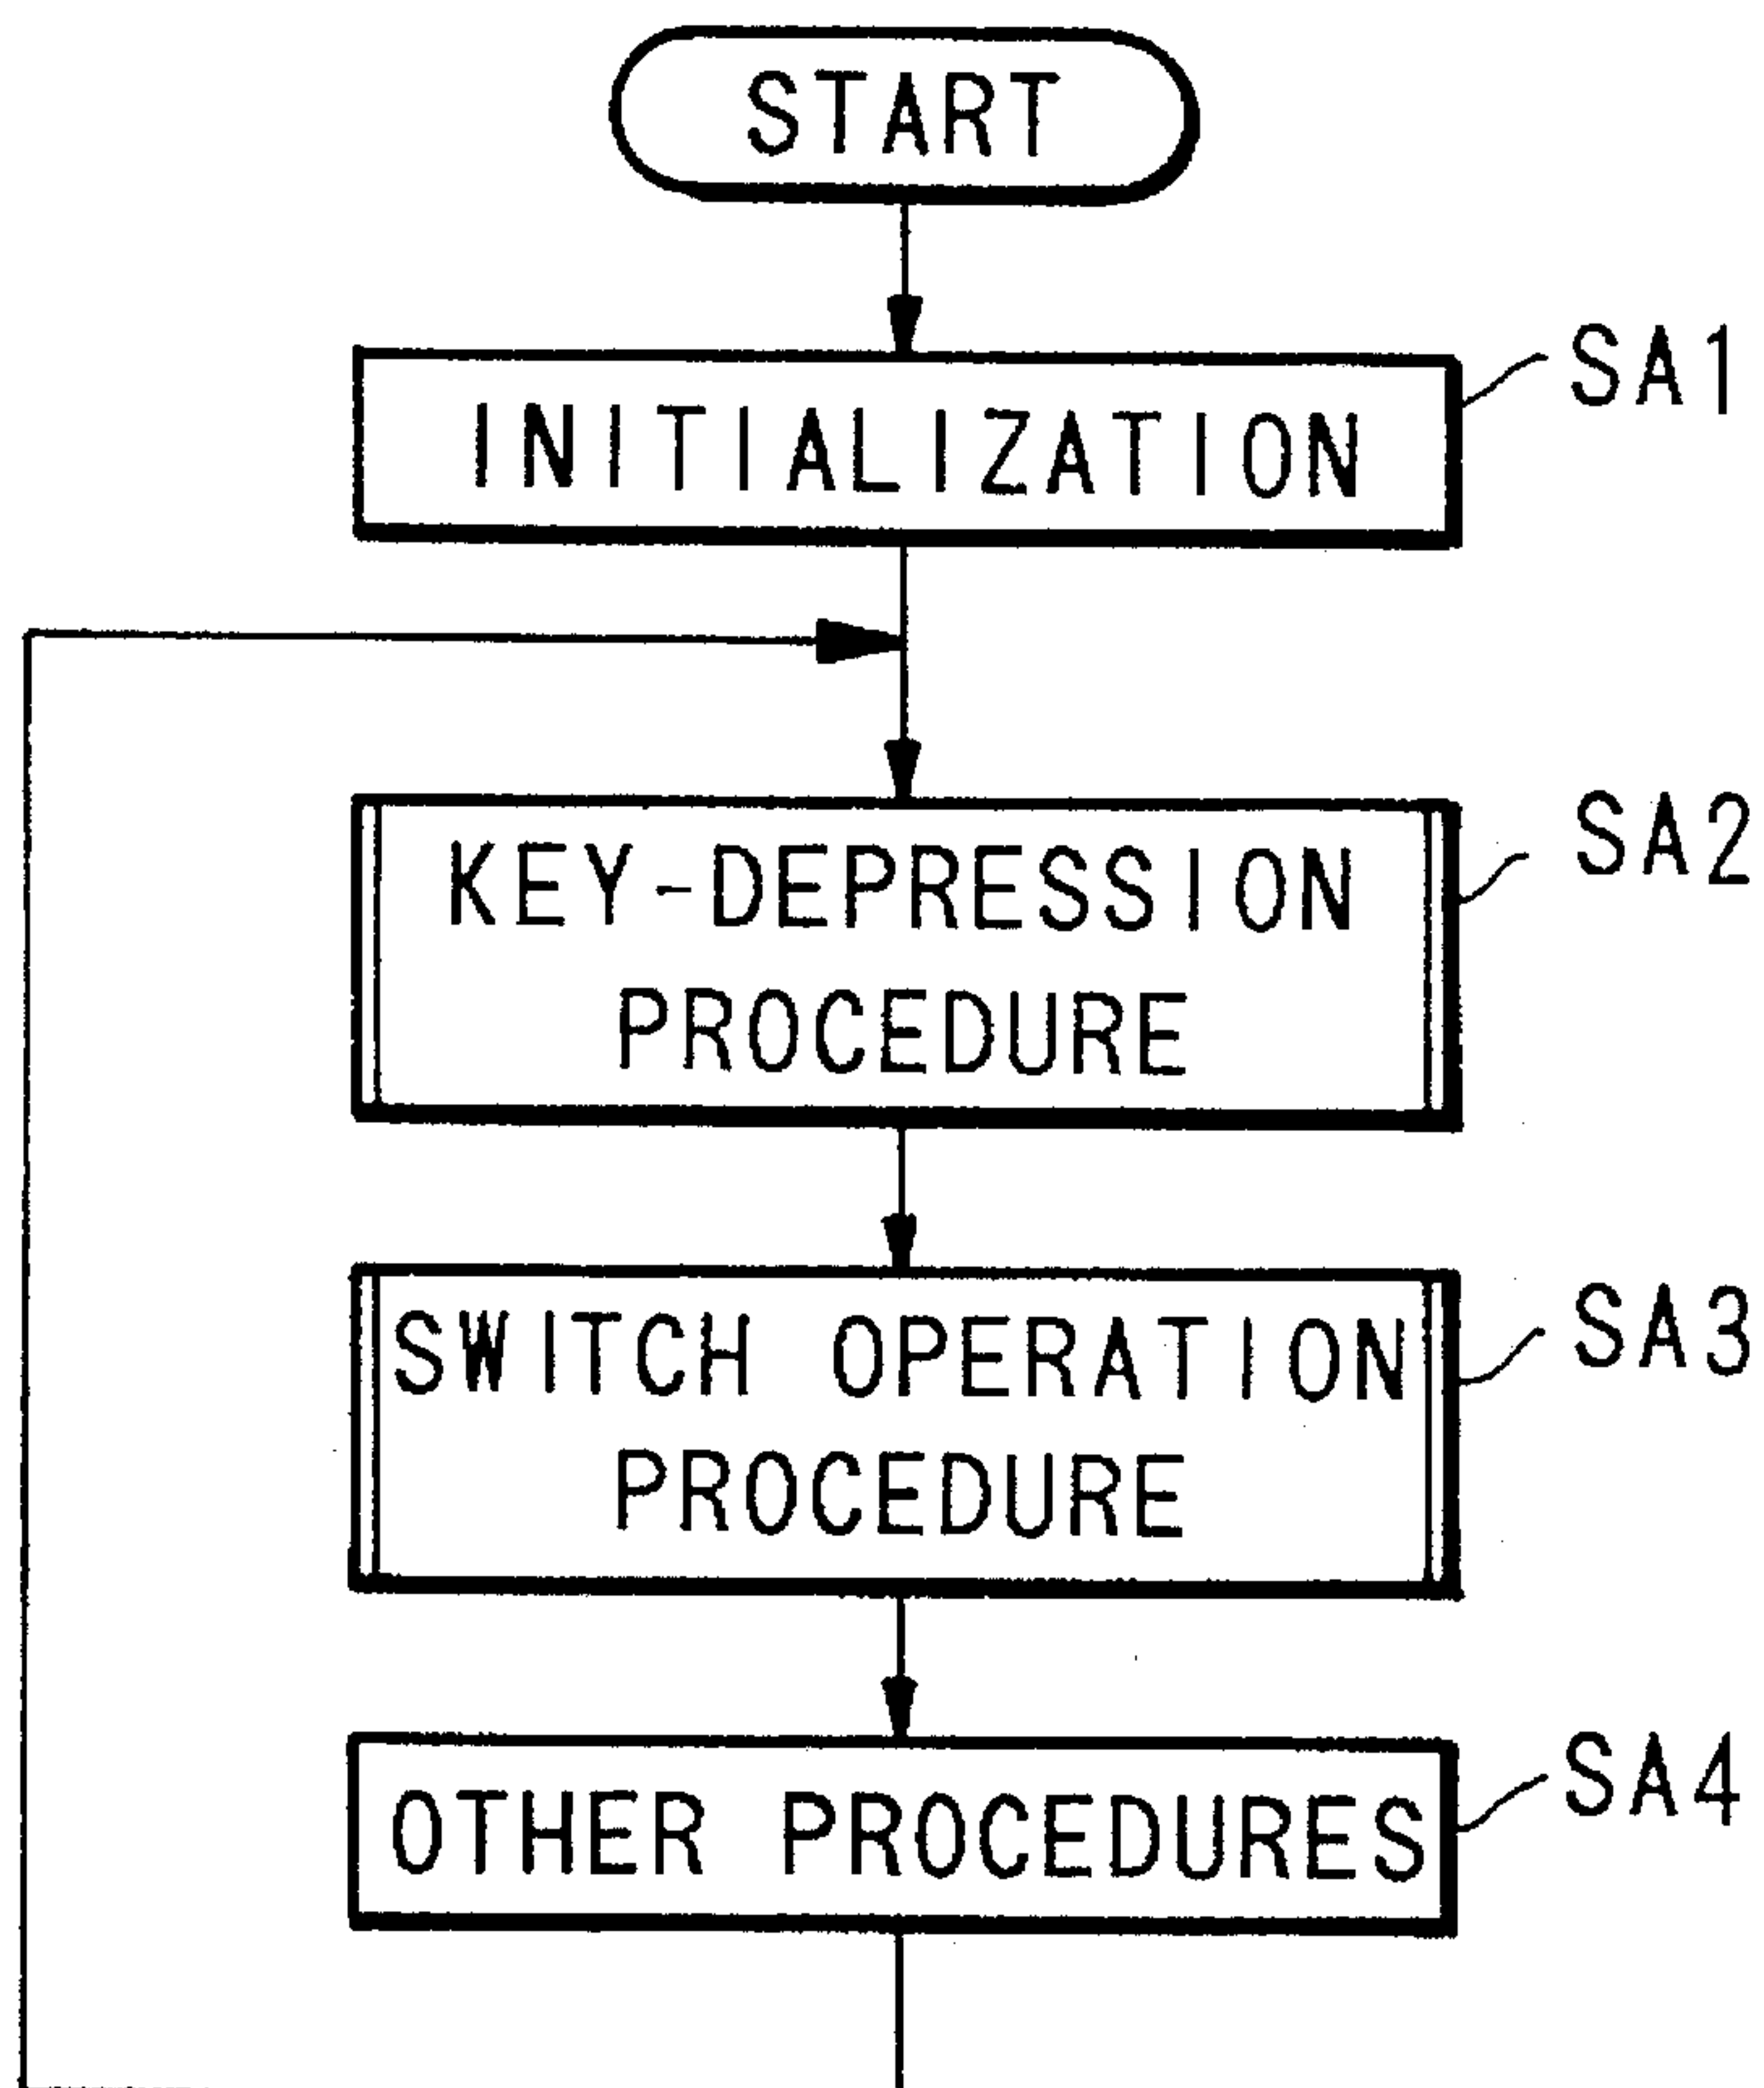 START
INITIALIZATION
SA1
KEY-DEPRESSION
PROCEDURE
SA2
SWITCH OPERATION
PROCEDURE
SA3
OTHER PROCEDURES
SA4